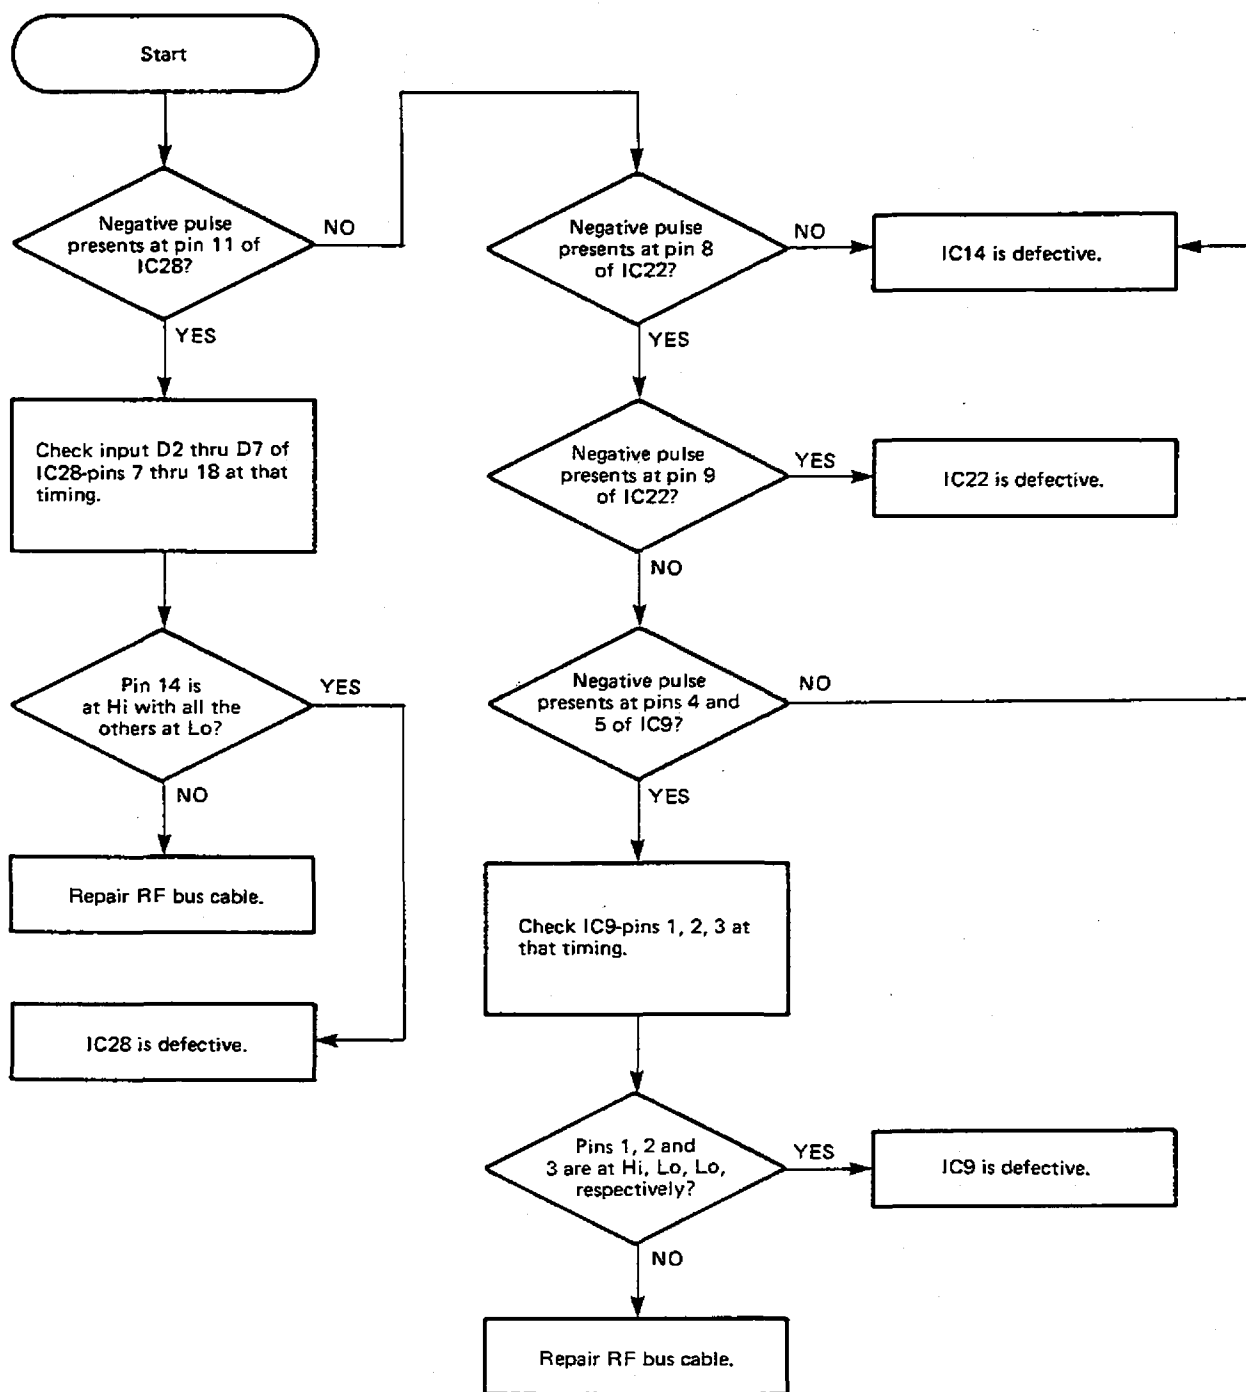 Start
Negative pulse
presents at pin 11 of
IC28?
NO
YES
Check input D2 thru D7 of
IC28-pins 7 thru 18 at that
timing.
Pin 14 is
at Hi with all the
others at Lo?
YES
NO
Repair RF bus cable.
IC28 is defective.
Negative pulse
presents at pin 8
of IC22?
NO
IC14 is defective.
YES
Negative pulse
presents at pin 9
of IC22?
YES
IC22 is defective.
NO
Negative pulse
presents at pins 4 and
5 of IC9?
NO
YES
Check IC9-pins 1, 2, 3 at
that timing.
Pins 1, 2 and
3 are at Hi, Lo, Lo,
respectively?
YES
IC9 is defective.
NO
Repair RF bus cable.